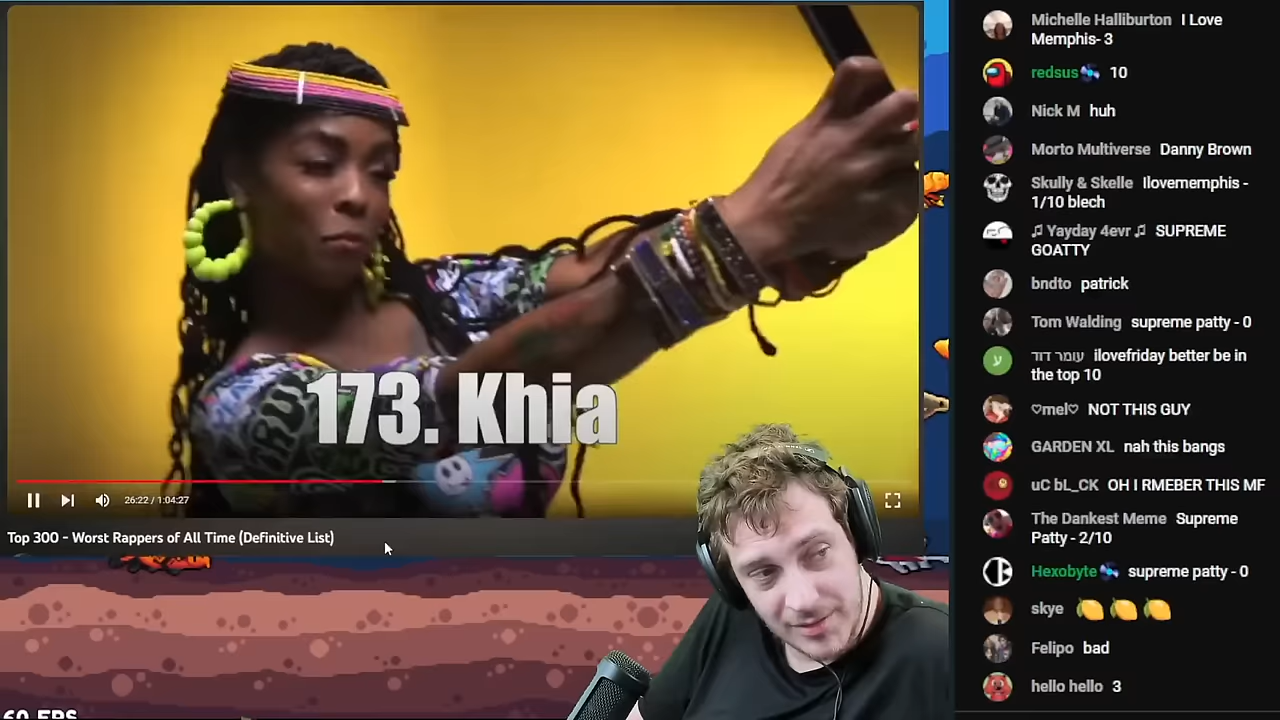 173. Khia
26:22 / 1:04:27
Top 300 - Worst Rappers of All Time (Definitive List)
60 FPS
Michelle Halliburton I Love
Memphis- 3
redsus 10
Nick M huh
Morto Multiverse Danny Brown
Skully & Skelle Ilovememphis -
1/10 blech
♫ Yayday 4evr ♫ SUPREME
GOATTY
bndto patrick
Tom Walding supreme patty - 0
ע
עומר דוד ilovefriday better be in
the top 10
♡mel♡ NOT THIS GUY
GARDEN XL nah this bangs
uC bL_CK OH I RMEBER THIS MF
The Dankest Meme Supreme
Patty - 2/10
Hexobyte supreme patty - 0
skye 🍋🍋🍋
Felipo bad
hello hello 3